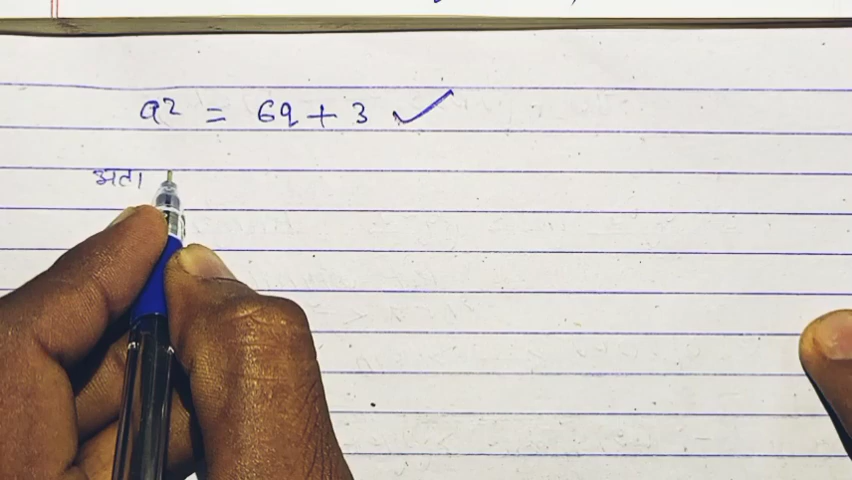 a² = 6q + 3 ✓
अता